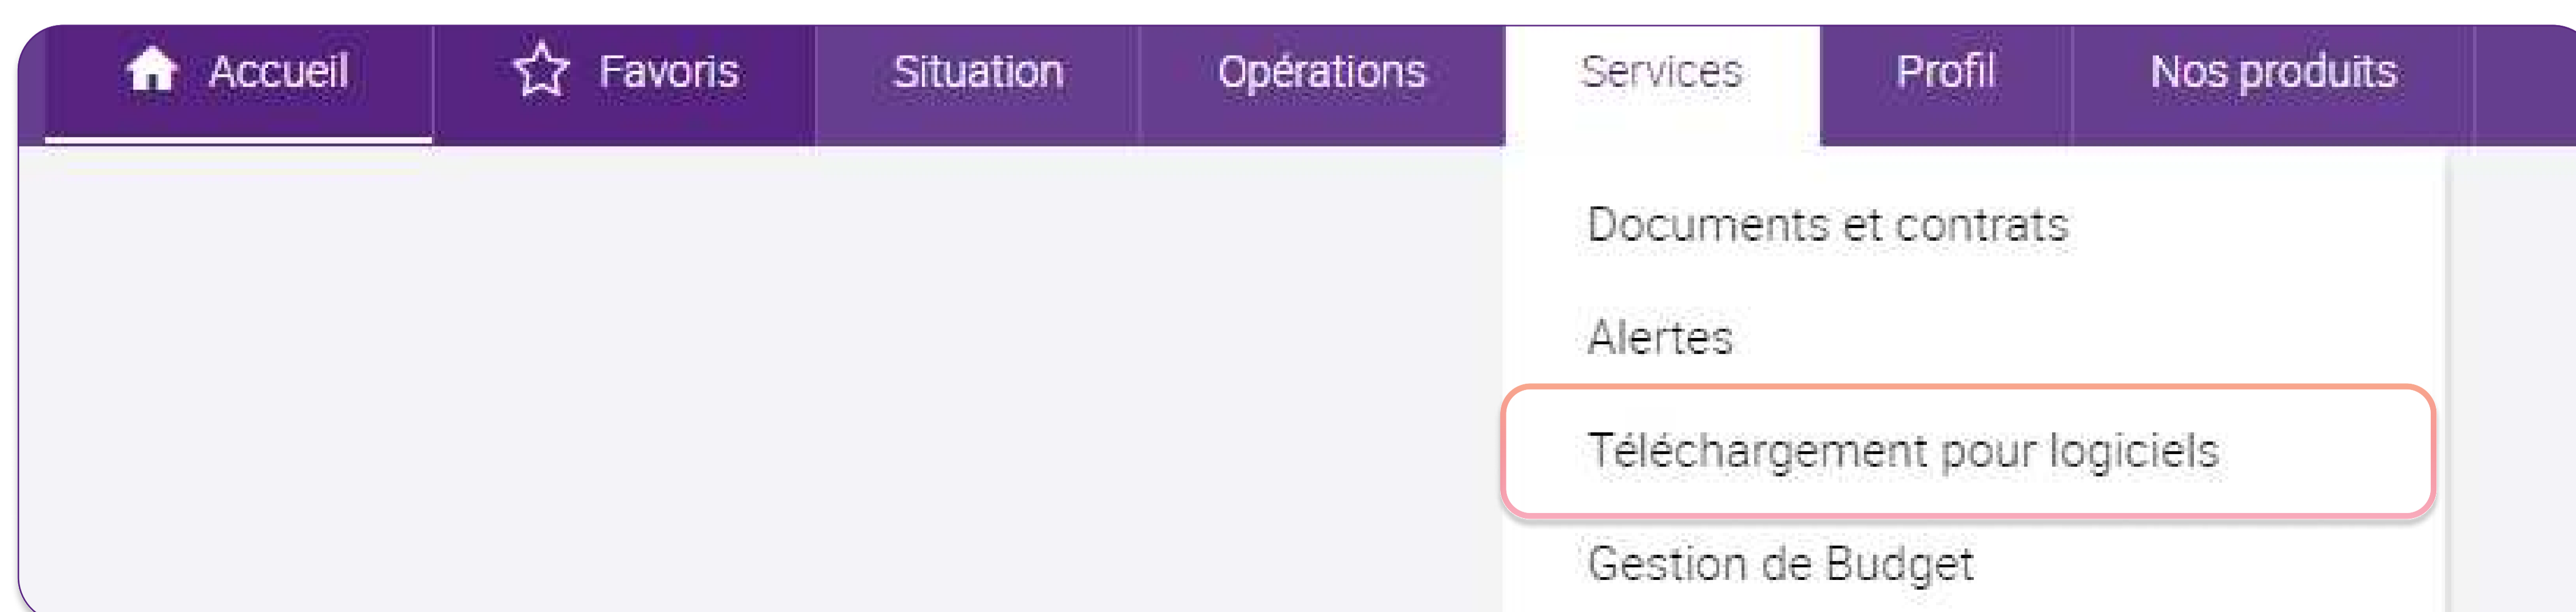 Accueil Favoris Situation Opérations Services Profil Nos produits
Documents et contrats
Alertes
Téléchargement pour logiciels
Gestion de Budget